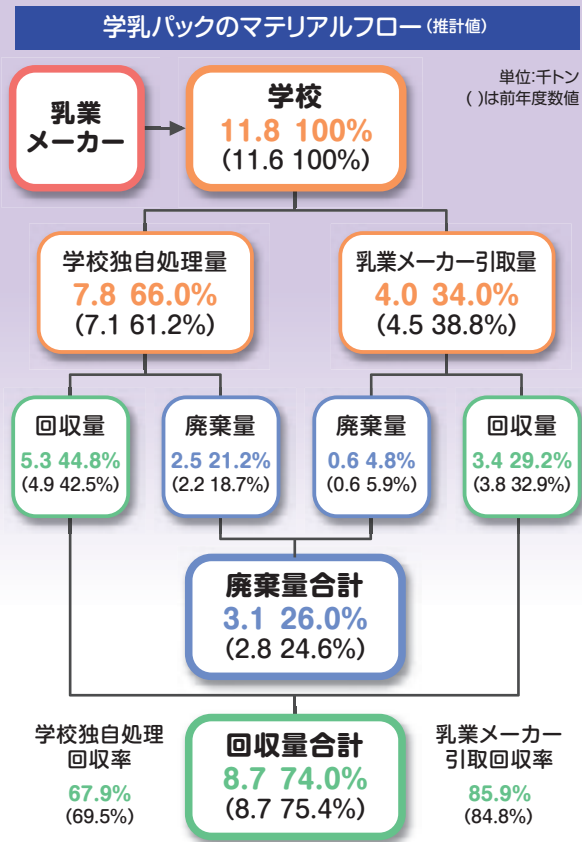 学乳パックのマテリアルフロー(推計値)
単位:千トン
( )は前年度数値
乳業
メーカー
学校
11.8 100%
(11.6 100%)
学校独自処理量
7.8 66.0%
(7.1 61.2%)
乳業メーカー引取量
4.0 34.0%
(4.5 38.8%)
回収量
5.3 44.8%
(4.9 42.5%)
廃棄量
2.5 21.2%
(2.2 18.7%)
廃棄量
0.6 4.8%
(0.6 5.9%)
回収量
3.4 29.2%
(3.8 32.9%)
廃棄量合計
3.1 26.0%
(2.8 24.6%)
学校独自処理
回収率
67.9%
(69.5%)
回収量合計
8.7 74.0%
(8.7 75.4%)
乳業メーカー
引取回収率
85.9%
(84.8%)